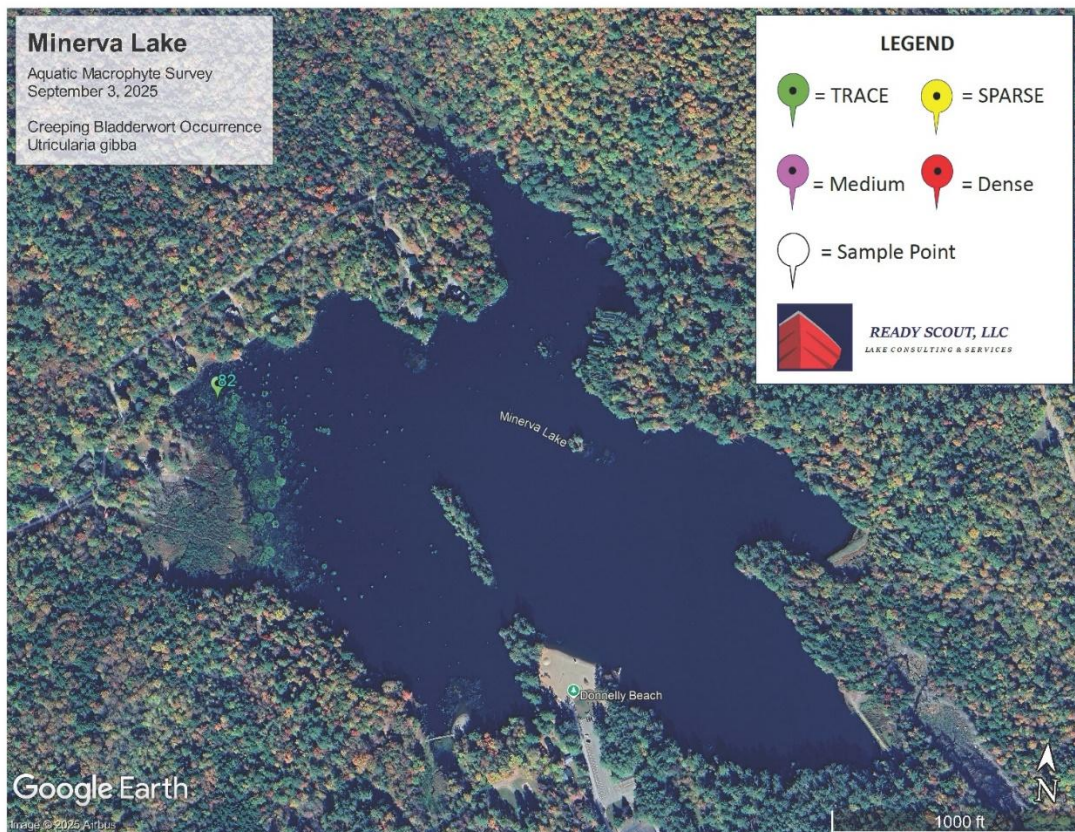 Minerva Lake
Aquatic Macrophyte Survey
September 3, 2025
Creeping Bladderwort Occurrence
Utricularia gibba
LEGEND
= TRACE
= SPARSE
= Medium
= Dense
= Sample Point
READY SCOUT, LLC
LAKE CONSULTING & SERVICES
82
Minerva Lake
Donnelly Beach
Google Earth
Image © 2025 Airbus
N
1000 ft